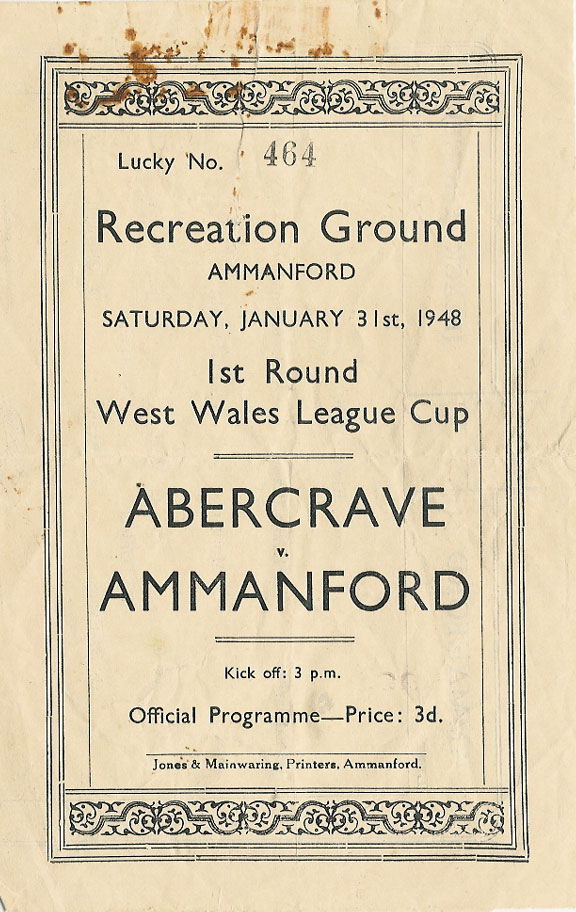 Lucky No. 464
Recreation Ground
AMMANFORD
SATURDAY, JANUARY 31st, 1948
1st Round
West Wales League Cup
ABERCRAVE
v.
AMMANFORD
Kick off: 3 p.m.
Official Programme—Price: 3d.
Jones & Mainwaring, Printers, Ammanford.